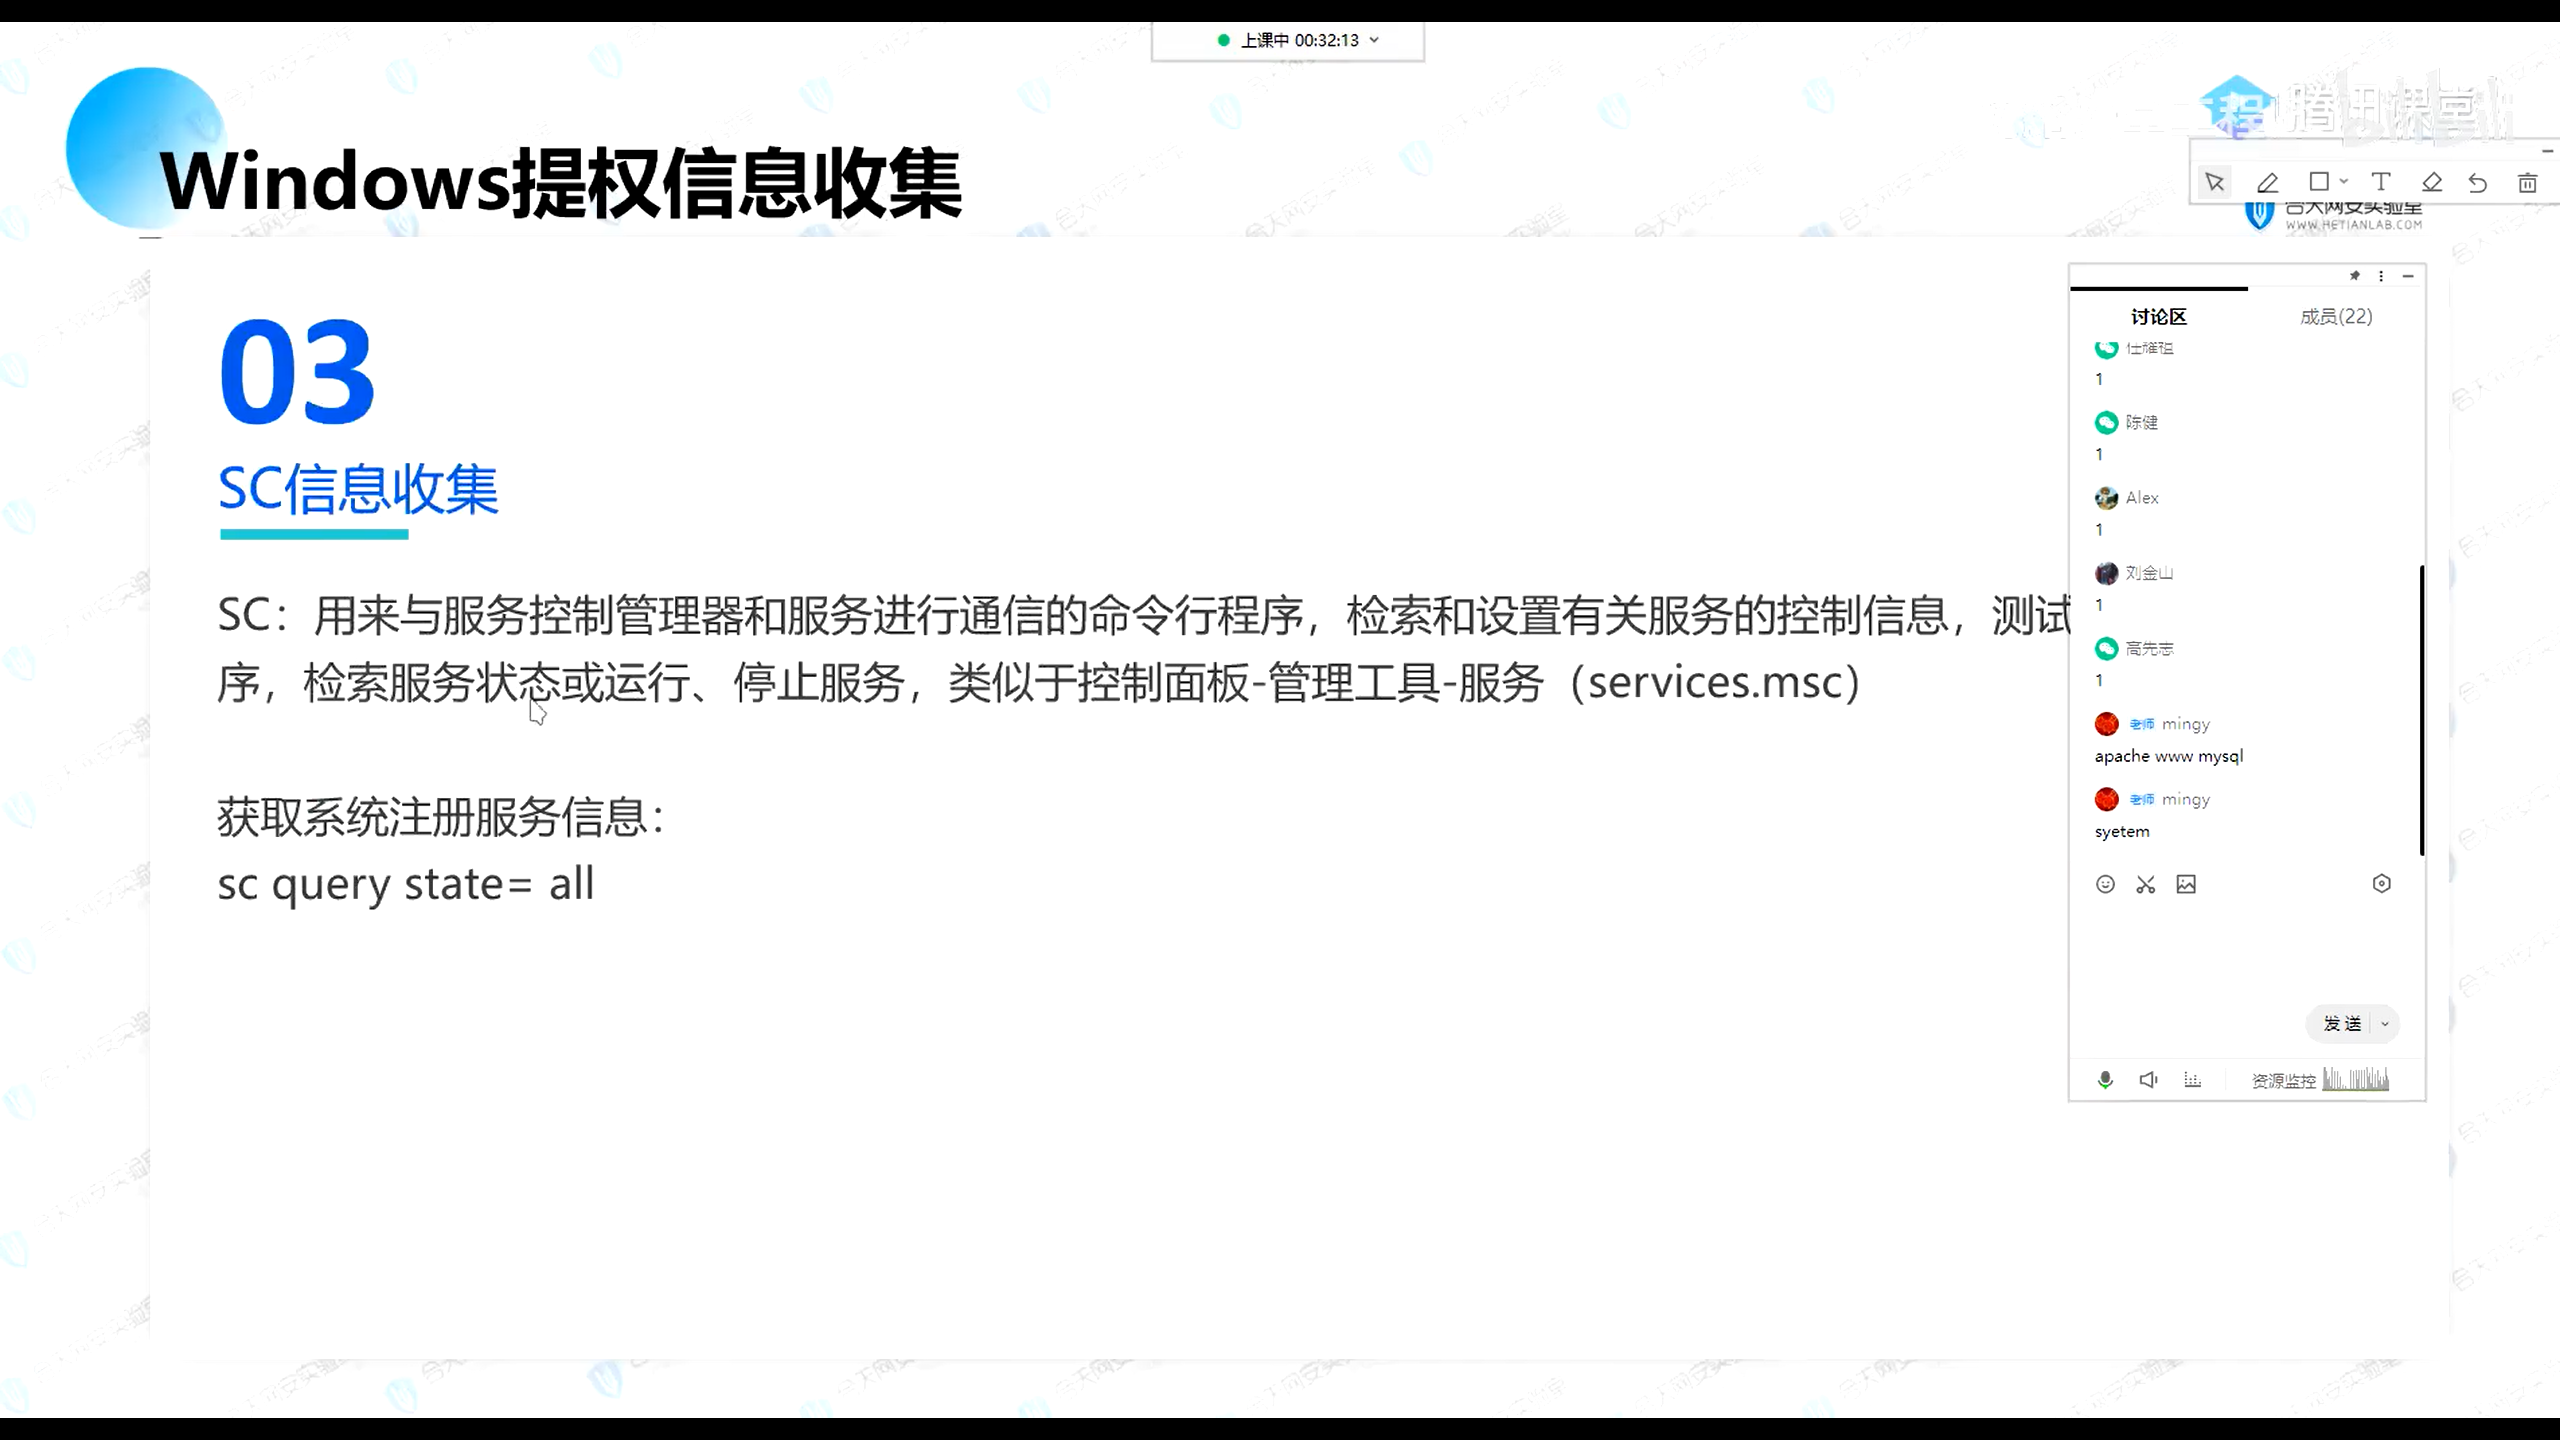 上课中 00:32:13
腾讯课堂
Windows提权信息收集
WWW.HETIANLAB.COM
03
SC信息收集
SC：用来与服务控制管理器和服务进行通信的命令行程序，检索和设置有关服务的控制信息，测试
序，检索服务状态或运行、停止服务，类似于控制面板-管理工具-服务（services.msc）
获取系统注册服务信息：
sc query state= all
讨论区
成员(22)
1
陈健
1
Alex
1
刘金山
1
高先志
1
老师 mingy
apache www mysql
老师 mingy
syetem
发送
资源监控